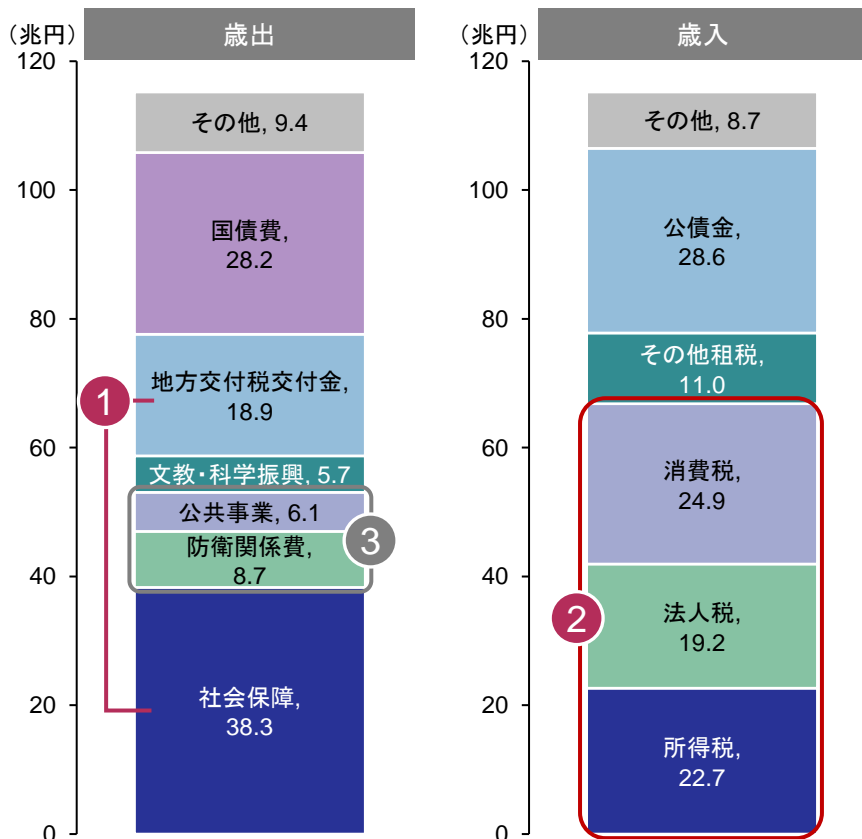 （兆円）
歳出
120
100
80
60
40
20
0
その他, 9.4
国債費,
28.2
地方交付税交付金,
18.9
文教・科学振興, 5.7
公共事業, 6.1
防衛関係費,
8.7
社会保障,
38.3
1
3
（兆円）
歳入
120
100
80
60
40
20
0
その他, 8.7
公債金,
28.6
その他租税,
11.0
消費税,
24.9
法人税,
19.2
所得税,
22.7
2